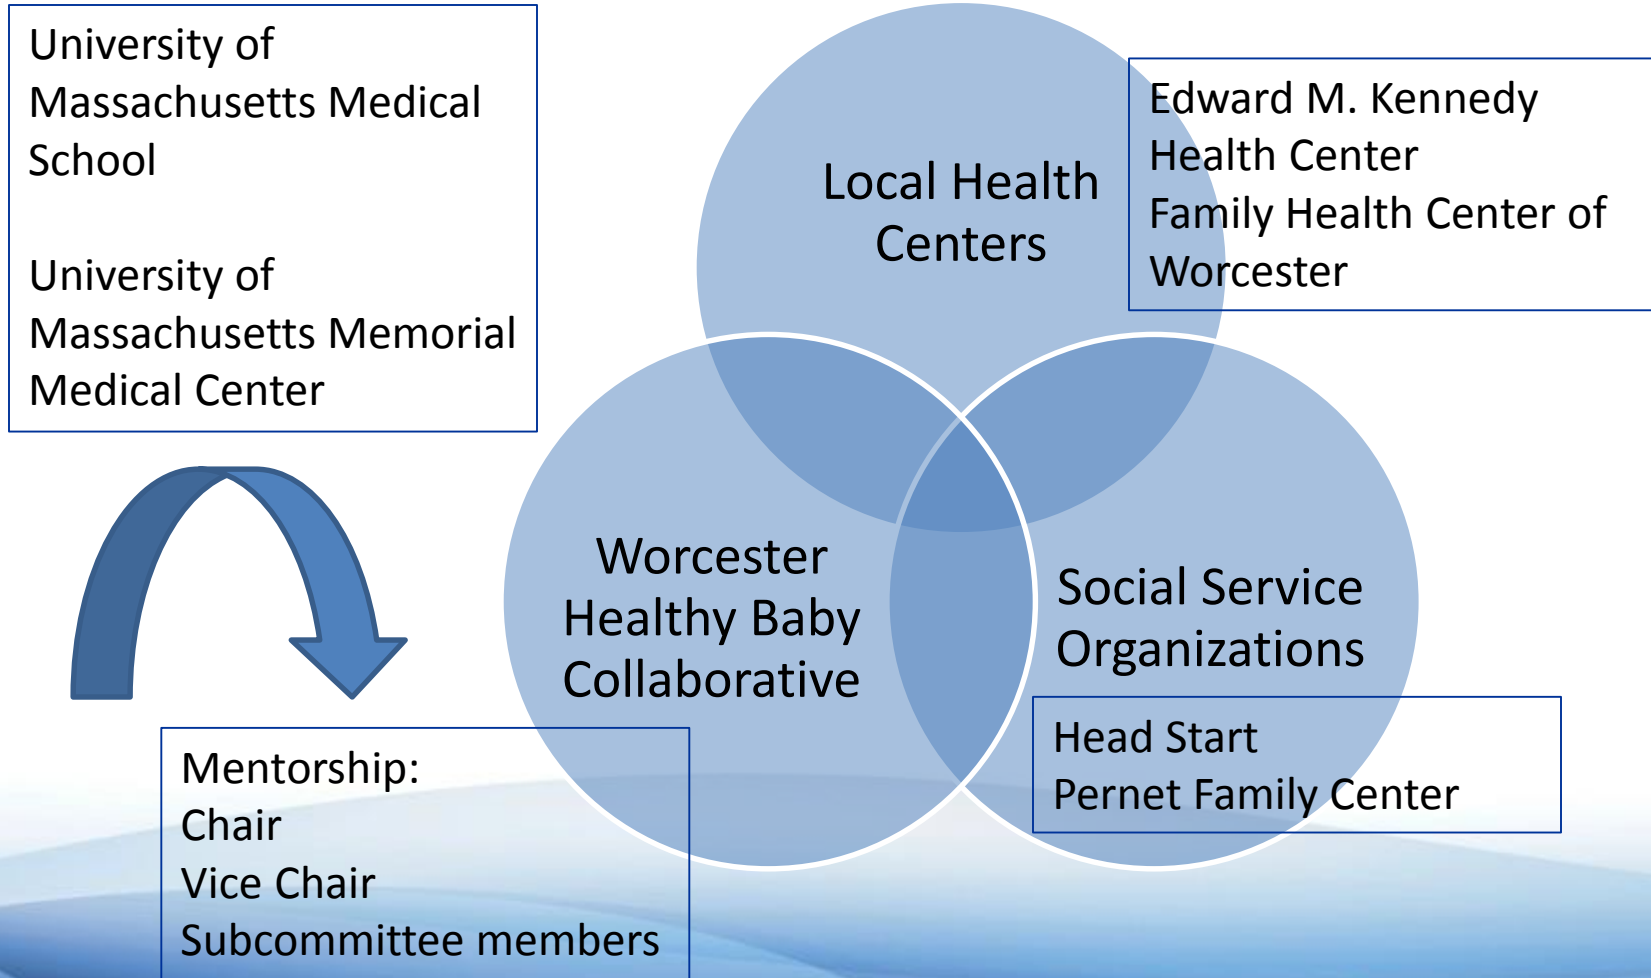 University of
Massachusetts Medical
School
University of
Massachusetts Memorial
Medical Center
Local Health
Centers
Edward M. Kennedy
Health Center
Family Health Center of
Worcester
Worcester
Healthy Baby
Collaborative
Social Service
Organizations
Head Start
Pernet Family Center
Mentorship:
Chair
Vice Chair
Subcommittee members